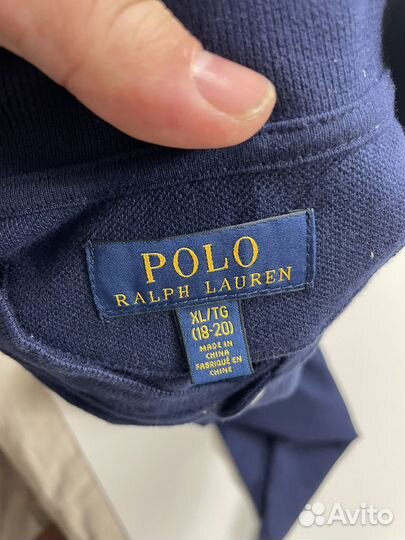 POLO
RALPH LAUREN
XL/TG
(18-20)
MADE IN
CHINA
FABRIQUÉ EN
CHINE
Avito